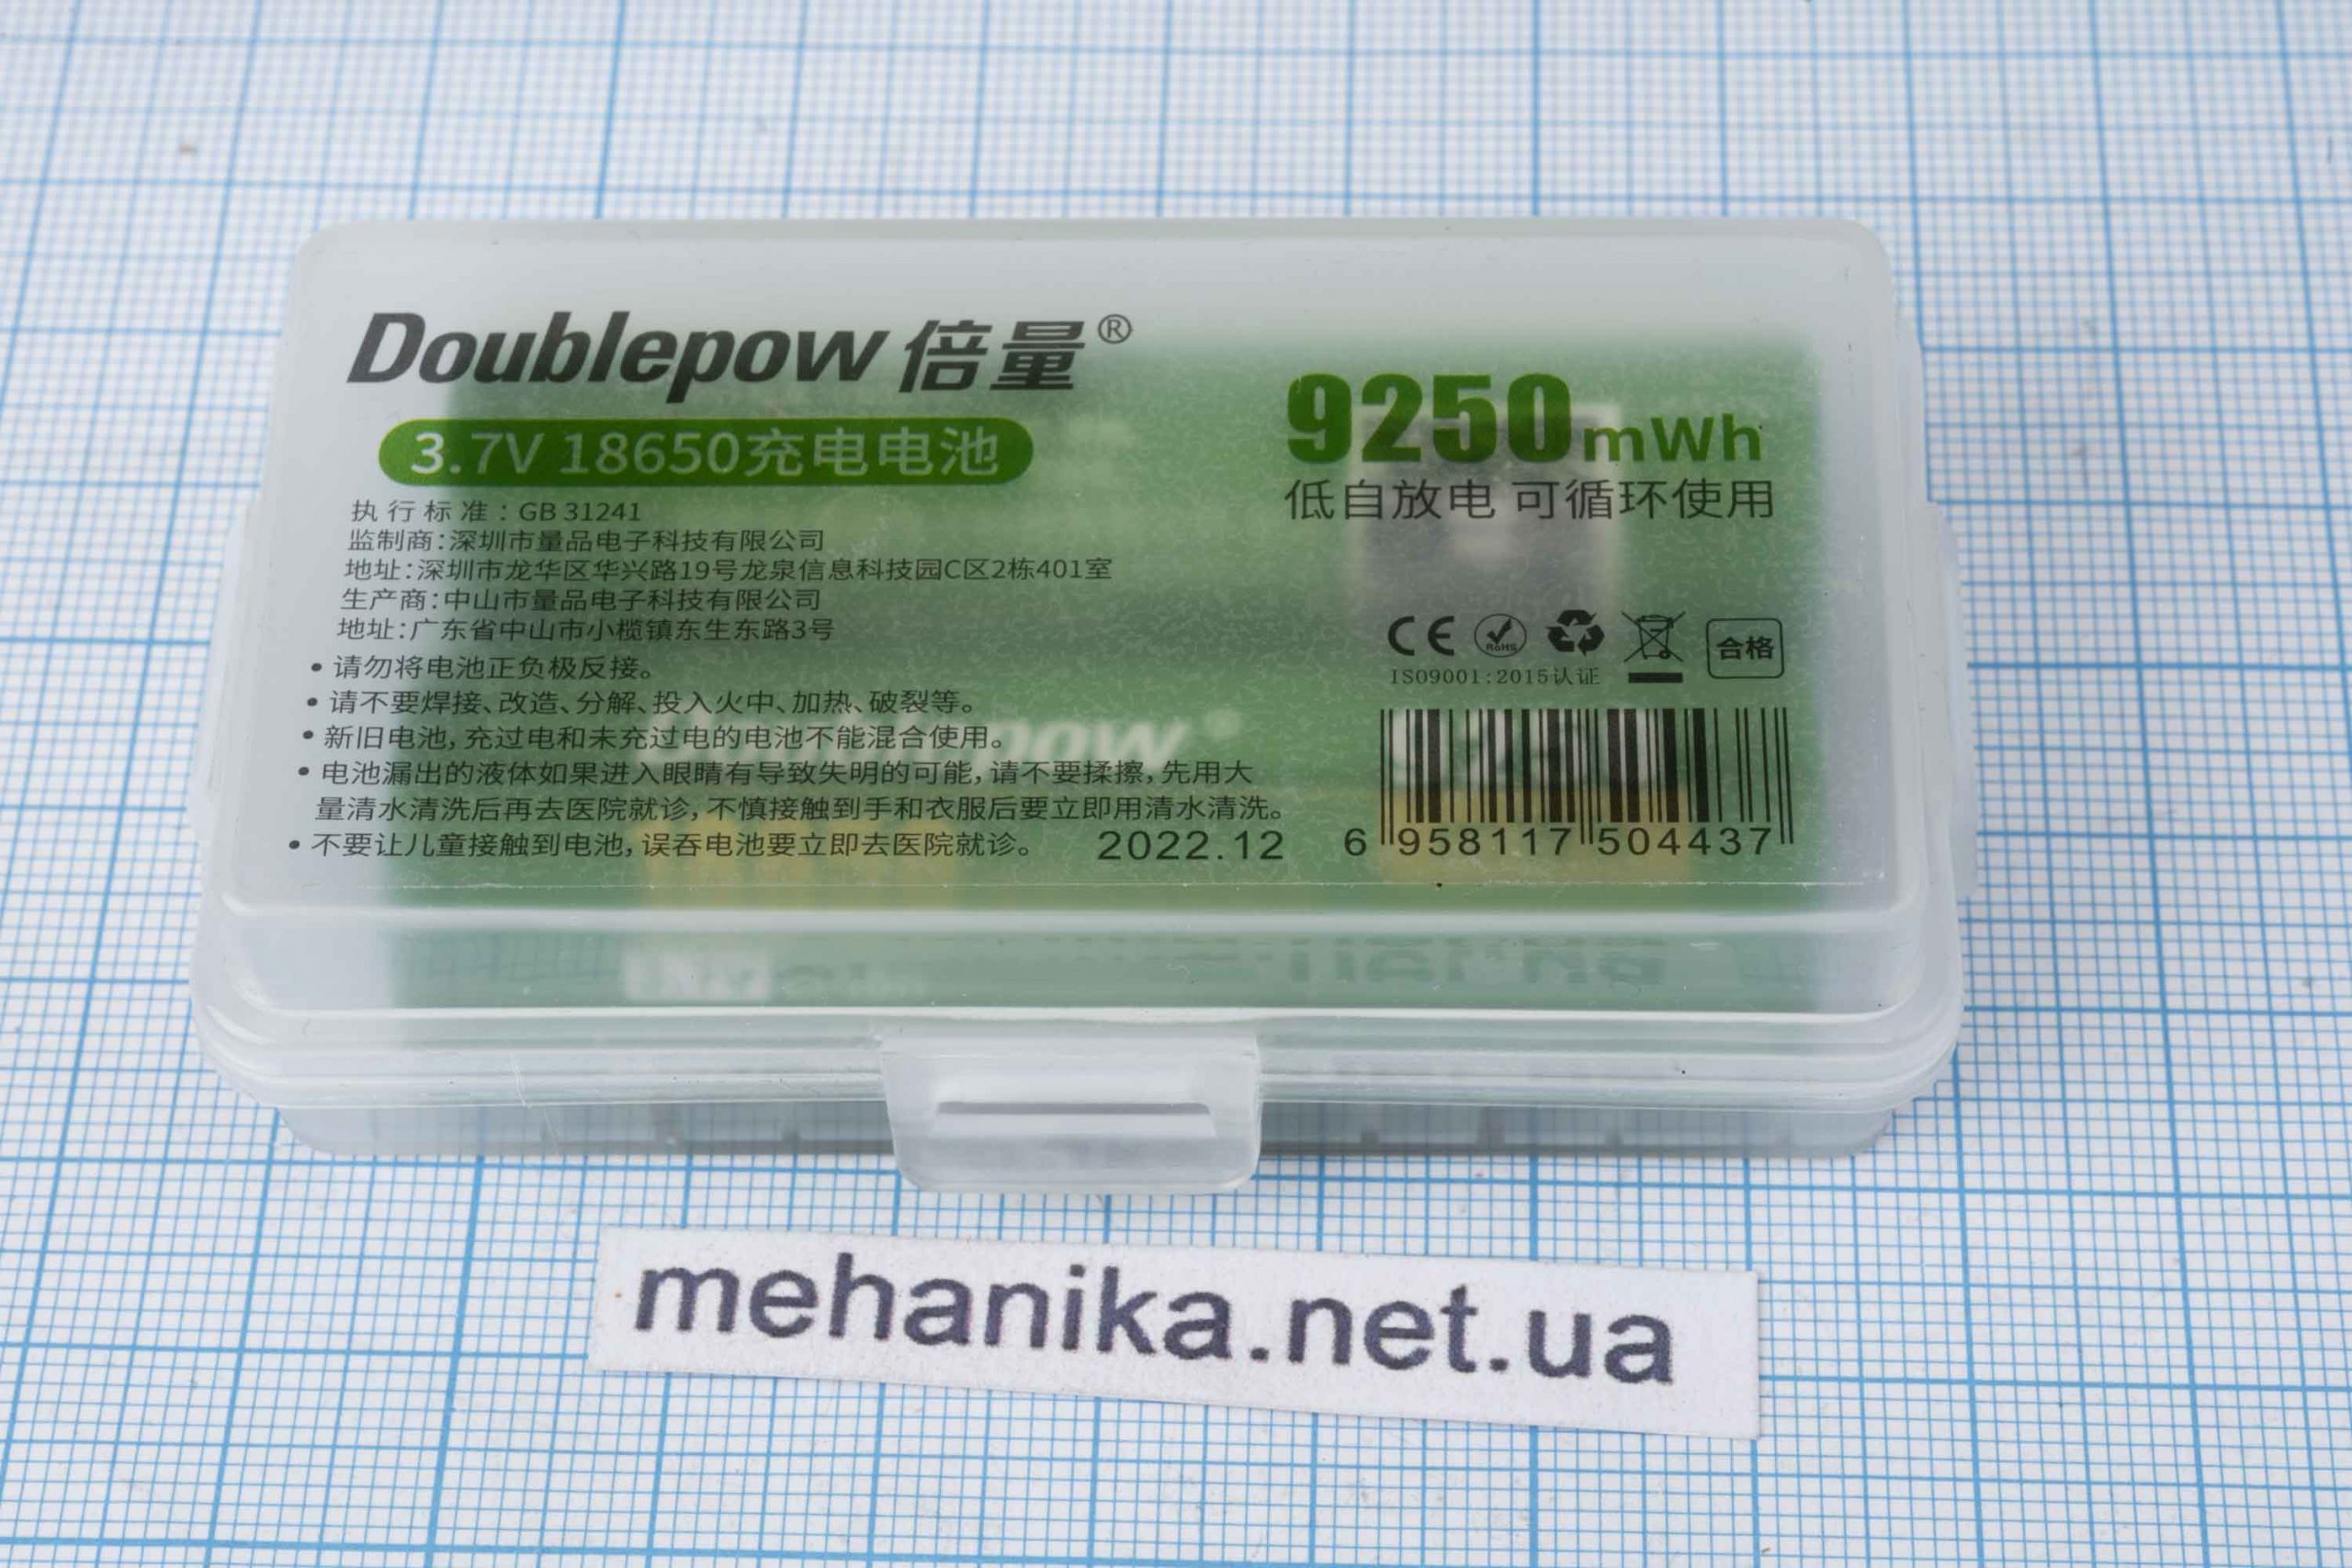 Doublepow 倍量®
3.7V 18650充电电池
执行标准：GB 31241
监制商：深圳市量品电子科技有限公司
地址：深圳市龙华区华兴路19号龙泉信息科技园C区2栋401室
生产商：中山市量品电子科技有限公司
地址：广东省中山市小榄镇东生东路3号
• 请勿将电池正负极反接。
• 请不要焊接、改造、分解、投入火中、加热、破裂等。
• 新旧电池，充过电和未充过电的电池不能混合使用。
• 电池漏出的液体如果进入眼睛有导致失明的可能，请不要揉擦，先用大
量清水清洗后再去医院就诊，不慎接触到手和衣服后要立即用清水清洗。
• 不要让儿童接触到电池，误吞电池要立即去医院就诊。
2022.12
9250mWh
低自放电 可循环使用
CE RoHS 合格
ISO9001:2015认证
6 958117 504437
mehanika.net.ua